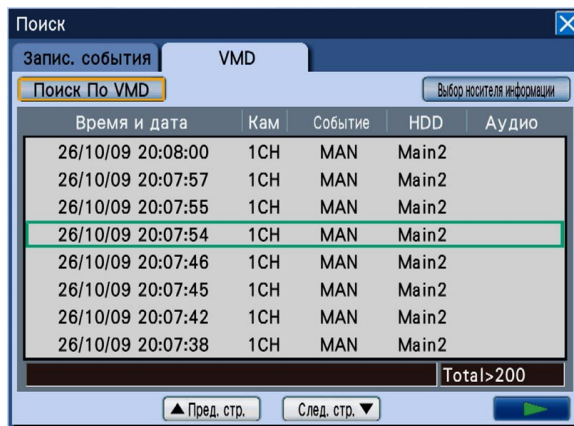 Поиск
Запис. события VMD
Поиск По VMD Выбор носителя информации
Время и дата Кам Событие HDD Аудио
26/10/09 20:08:00 1CH MAN Main2
26/10/09 20:07:57 1CH MAN Main2
26/10/09 20:07:55 1CH MAN Main2
26/10/09 20:07:54 1CH MAN Main2
26/10/09 20:07:46 1CH MAN Main2
26/10/09 20:07:45 1CH MAN Main2
26/10/09 20:07:42 1CH MAN Main2
26/10/09 20:07:38 1CH MAN Main2
Total>200
▲ Пред. стр. След. стр. ▼